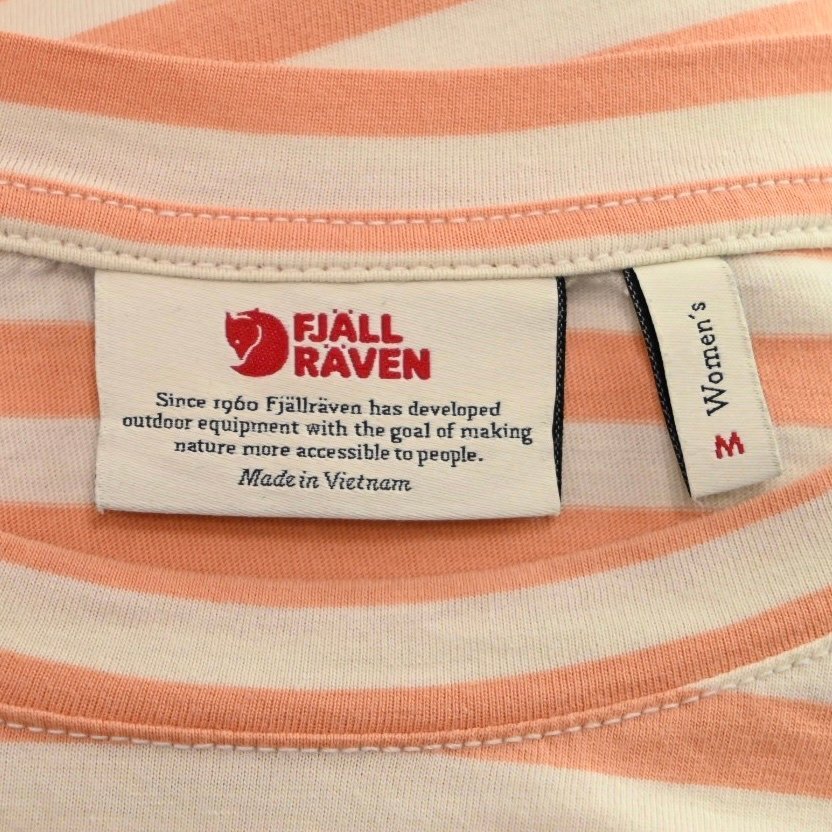 FJÄLL
RÄVEN
Since 1960 Fjällräven has developed
outdoor equipment with the goal of making
nature more accessible to people.
Made in Vietnam
Women's
M